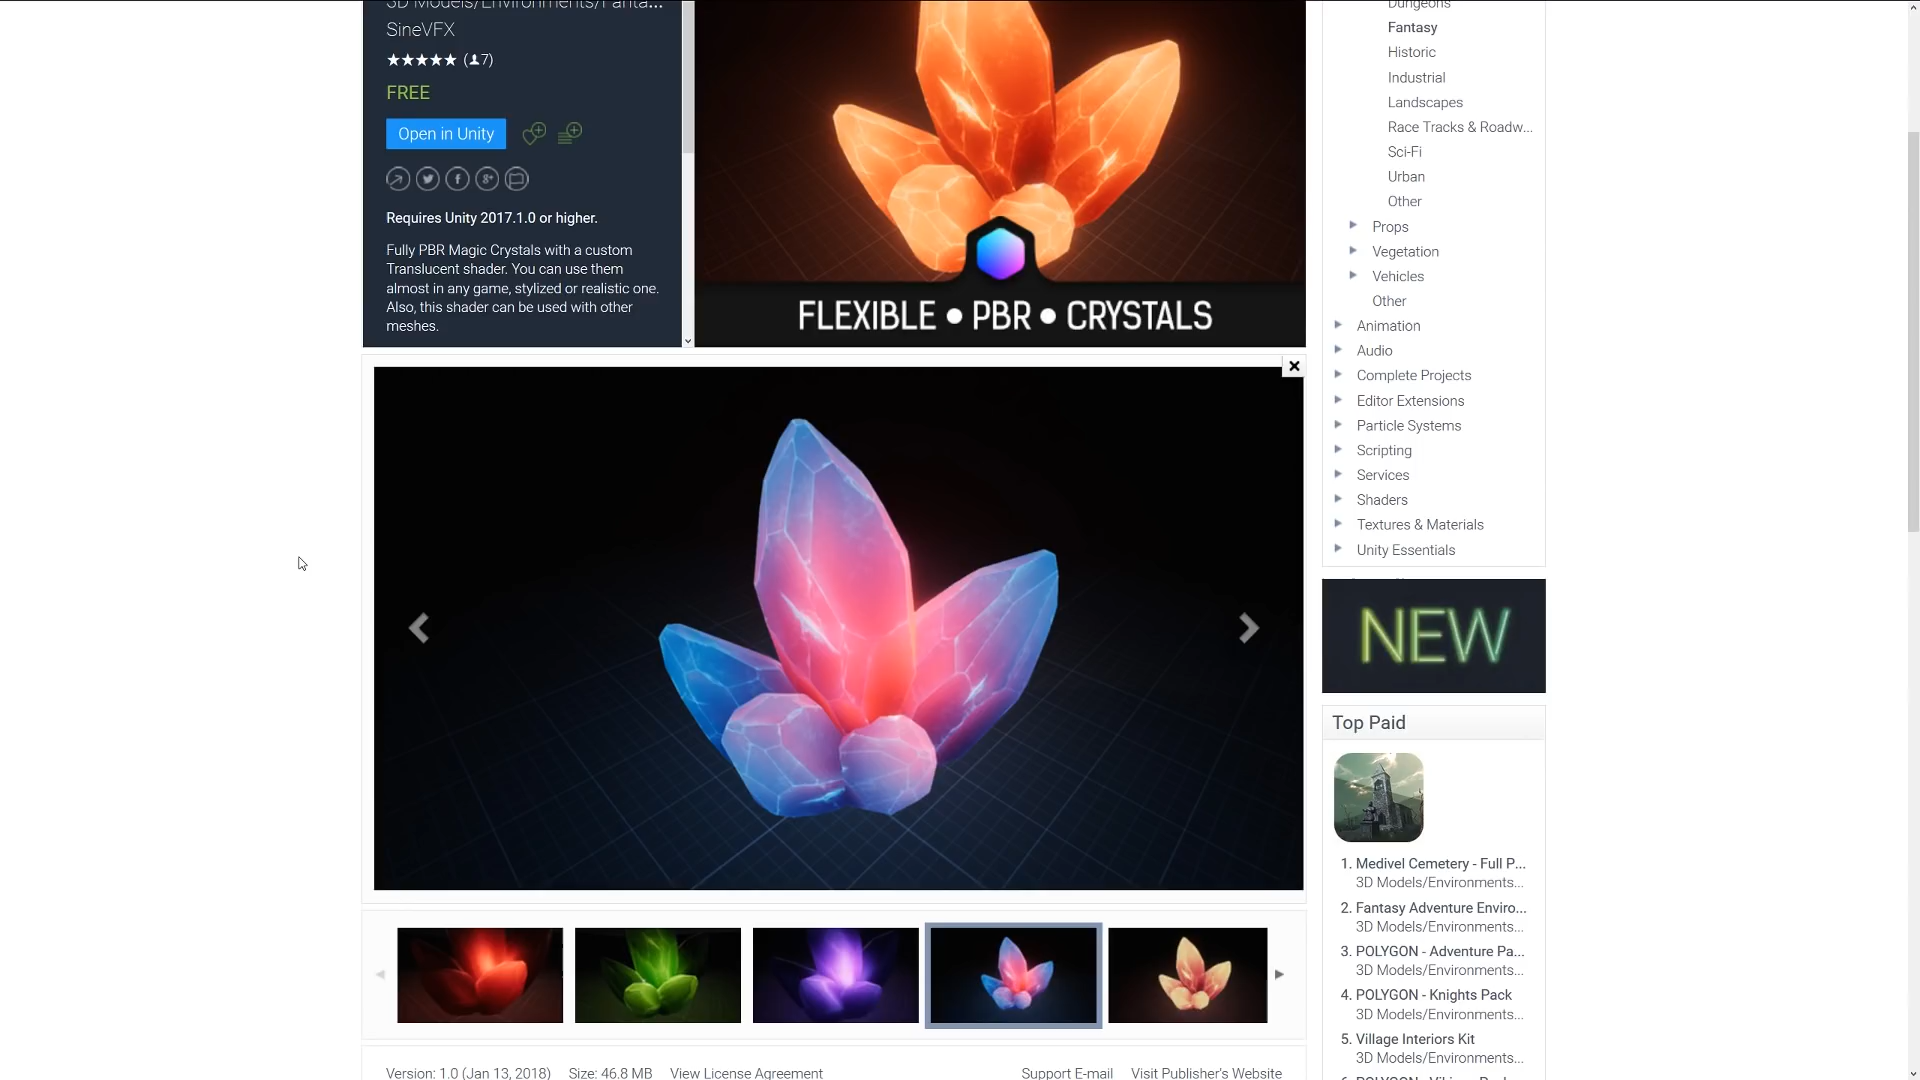 3D Models/Environments/Fanta...
SineVFX
★★★★★ (7)
FREE
Open in Unity
Requires Unity 2017.1.0 or higher.
Fully PBR Magic Crystals with a custom
Translucent shader. You can use them
almost in any game, stylized or realistic one.
Also, this shader can be used with other
meshes.
FLEXIBLE • PBR • CRYSTALS
Version: 1.0 (Jan 13, 2018) Size: 46.8 MB View License Agreement
Support E-mail Visit Publisher's Website
Dungeons
Fantasy
Historic
Industrial
Landscapes
Race Tracks & Roadw...
Sci-Fi
Urban
Other
Props
Vegetation
Vehicles
Other
Animation
Audio
Complete Projects
Editor Extensions
Particle Systems
Scripting
Services
Shaders
Textures & Materials
Unity Essentials
NEW
Top Paid
1. Medivel Cemetery - Full P...
3D Models/Environments...
2. Fantasy Adventure Enviro...
3D Models/Environments...
3. POLYGON - Adventure Pa...
3D Models/Environments...
4. POLYGON - Knights Pack
3D Models/Environments...
5. Village Interiors Kit
3D Models/Environments...